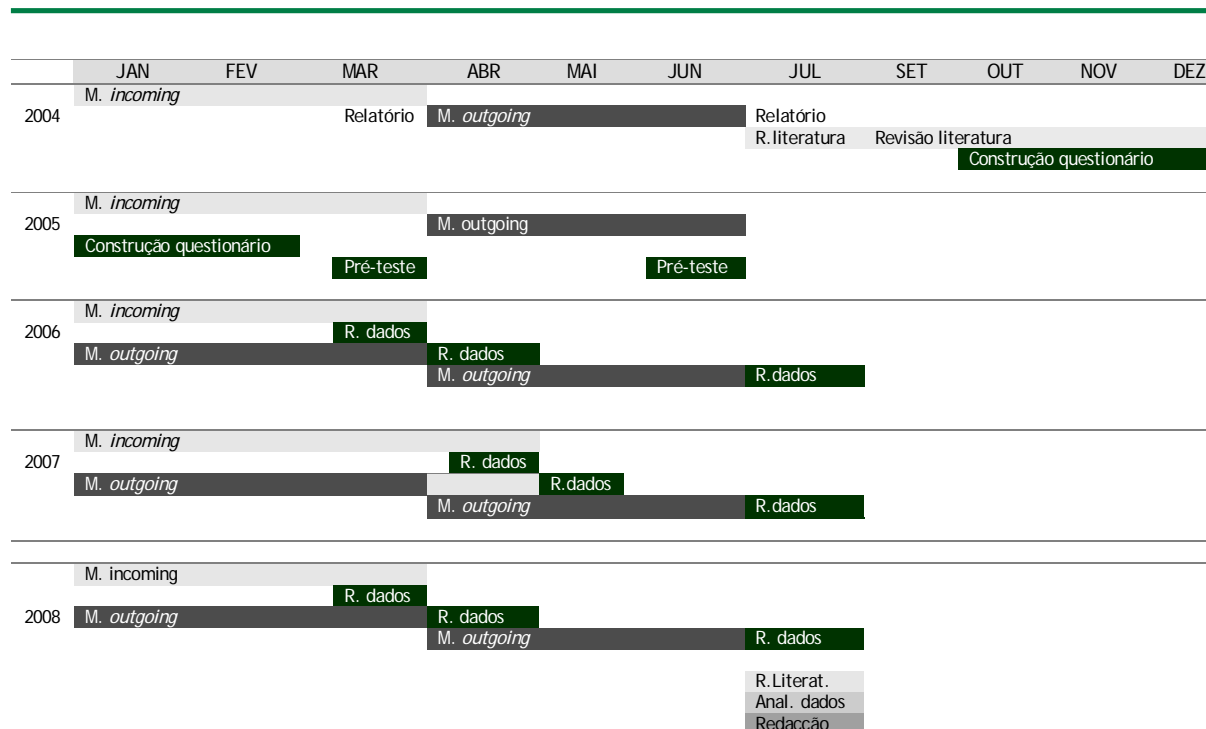 JAN FEV MAR ABR MAI JUN JUL SET OUT NOV DEZ
M. incoming
2004 Relatório M. outgoing Relatório
R.literatura Revisão literatura
Construção questionário
M. incoming
2005 M. outgoing
Construção questionário
Pré-teste Pré-teste
M. incoming
2006 R. dados
M. outgoing R. dados
M. outgoing R.dados
M. incoming
2007 R. dados
M. outgoing R.dados
M. outgoing R.dados
M. incoming
R. dados
2008 M. outgoing R. dados
M. outgoing R. dados
R.Literat.
Anal. dados
Redacção